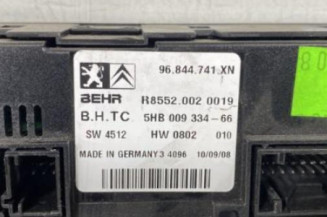 96.844.741.XN
BEHR R8552.002 0019
B.H.TC 5HB 009 334-66
SW 4512 HW 0802 010
MADE IN GERMANY 3 4096 10/09/08